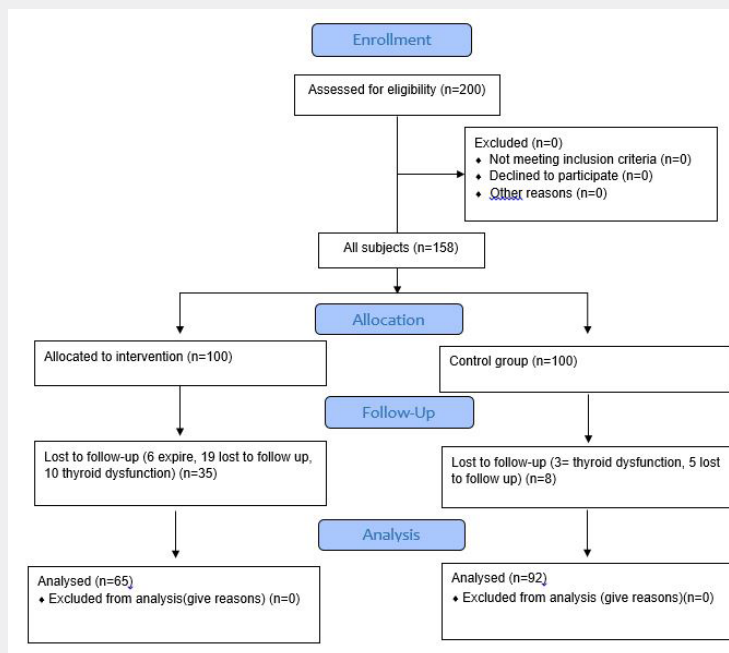 Enrollment
Assessed for eligibility (n=200)
Excluded (n=0)
♦ Not meeting inclusion criteria (n=0)
♦ Declined to participate (n=0)
♦ Other reasons (n=0)
All subjects (n=158)
Allocation
Allocated to intervention (n=100)
Control group (n=100)
Follow-Up
Lost to follow-up (6 expire, 19 lost to follow up,
10 thyroid dysfunction) (n=35)
Lost to follow-up (3= thyroid dysfunction, 5 lost
to follow up) (n=8)
Analysis
Analysed (n=65)
♦ Excluded from analysis(give reasons) (n=0)
Analysed (n=92)
♦ Excluded from analysis (give reasons)(n=0)